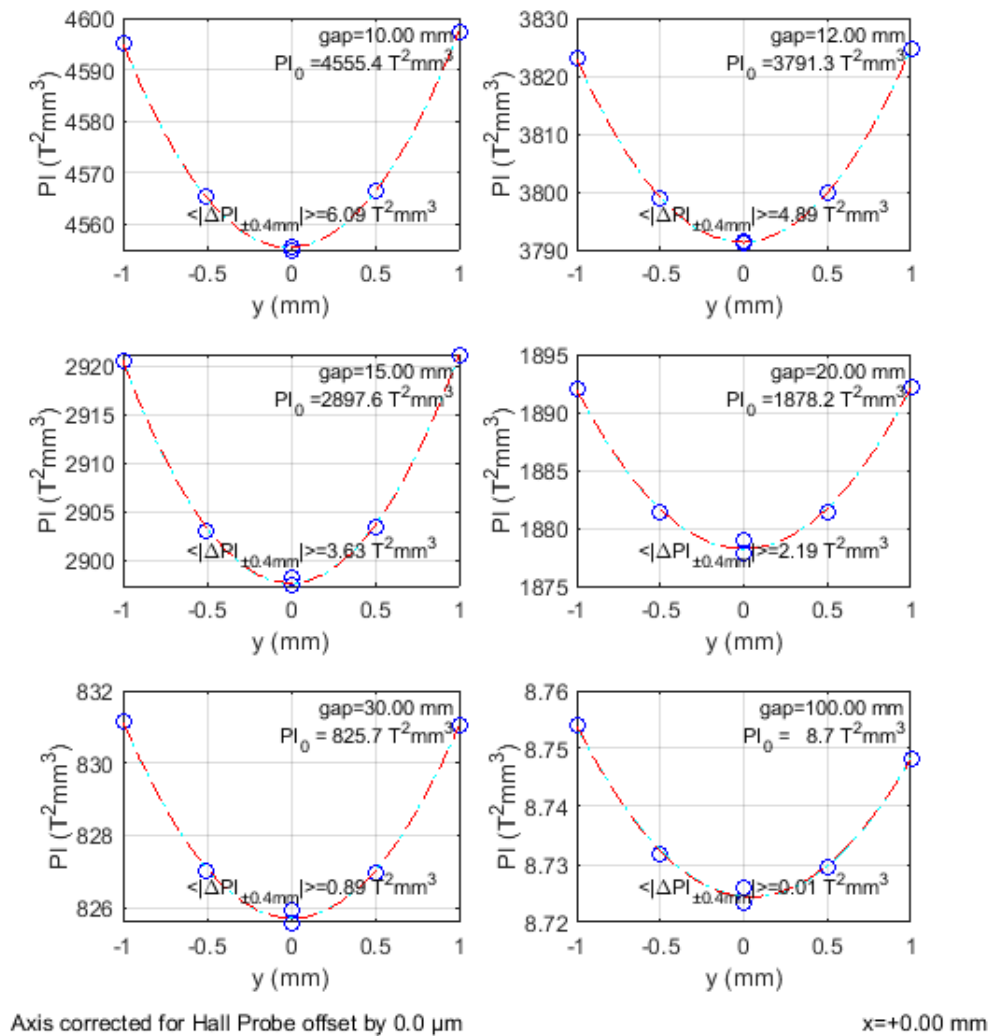 gap=10.00 mm
PI0 =4555.4 T²mm³
<|ΔPI±0.4mm|>=6.09 T²mm³
PI (T²mm³)
4600
4590
4580
4570
4560
-1 -0.5 0 0.5 1
y (mm)
gap=12.00 mm
PI0 =3791.3 T²mm³
<|ΔPI±0.4mm|>=4.89 T²mm³
PI (T²mm³)
3830
3820
3810
3800
3790
-1 -0.5 0 0.5 1
y (mm)
gap=15.00 mm
PI0 =2897.6 T²mm³
<|ΔPI±0.4mm|>=3.63 T²mm³
PI (T²mm³)
2920
2915
2910
2905
2900
-1 -0.5 0 0.5 1
y (mm)
gap=20.00 mm
PI0 =1878.2 T²mm³
<|ΔPI±0.4mm|>=2.19 T²mm³
PI (T²mm³)
1895
1890
1885
1880
1875
-1 -0.5 0 0.5 1
y (mm)
gap=30.00 mm
PI0 = 825.7 T²mm³
<|ΔPI±0.4mm|>=0.89 T²mm³
PI (T²mm³)
832
830
828
826
-1 -0.5 0 0.5 1
y (mm)
gap=100.00 mm
PI0 = 8.7 T²mm³
<|ΔPI±0.4mm|>=0.01 T²mm³
PI (T²mm³)
8.76
8.75
8.74
8.73
8.72
-1 -0.5 0 0.5 1
y (mm)
Axis corrected for Hall Probe offset by 0.0 µm
x=+0.00 mm